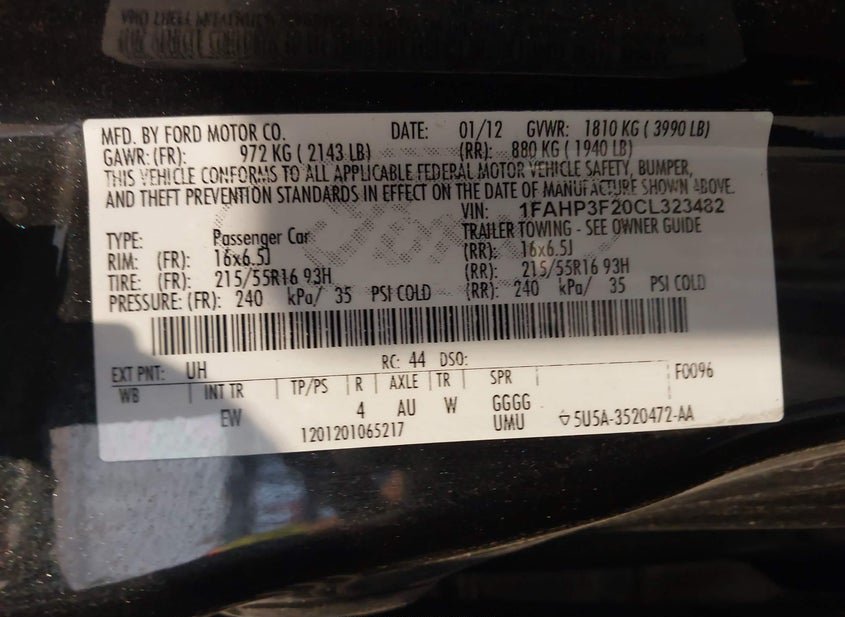 MFD. BY FORD MOTOR CO. DATE: 01/12 GVWR: 1810 KG ( 3990 LB)
GAWR: (FR): 972 KG ( 2143 LB) (RR): 880 KG ( 1940 LB)
THIS VEHICLE CONFORMS TO ALL APPLICABLE FEDERAL MOTOR VEHICLE SAFETY, BUMPER,
AND THEFT PREVENTION STANDARDS IN EFFECT ON THE DATE OF MANUFACTURE SHOWN ABOVE.
VIN: 1FAHP3F20CL323482
TYPE: Passenger Car TRAILER TOWING - SEE OWNER GUIDE
RIM: (FR): 16x6.5J (RR): 16x6.5J
TIRE: (FR): 215/55R16 93H (RR): 215/55R16 93H
PRESSURE: (FR): 240 kPa/ 35 PSI COLD (RR): 240 kPa/ 35 PSI COLD
EXT PNT: UH RC: 44 DSO: F0096
WB INT TR TP/PS R AXLE TR SPR
EW 4 AU W GGGG
1201201065217 UMU 5U5A-3520472-AA